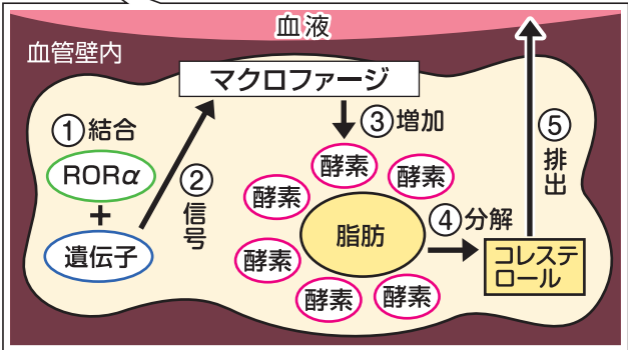 血液
血管壁内
マクロファージ
①結合
RORα
+
遺伝子
②信号
③増加
酵素
酵素
酵素
酵素
酵素
酵素
酵素
脂肪
④分解
コレステ
ロール
⑤排出